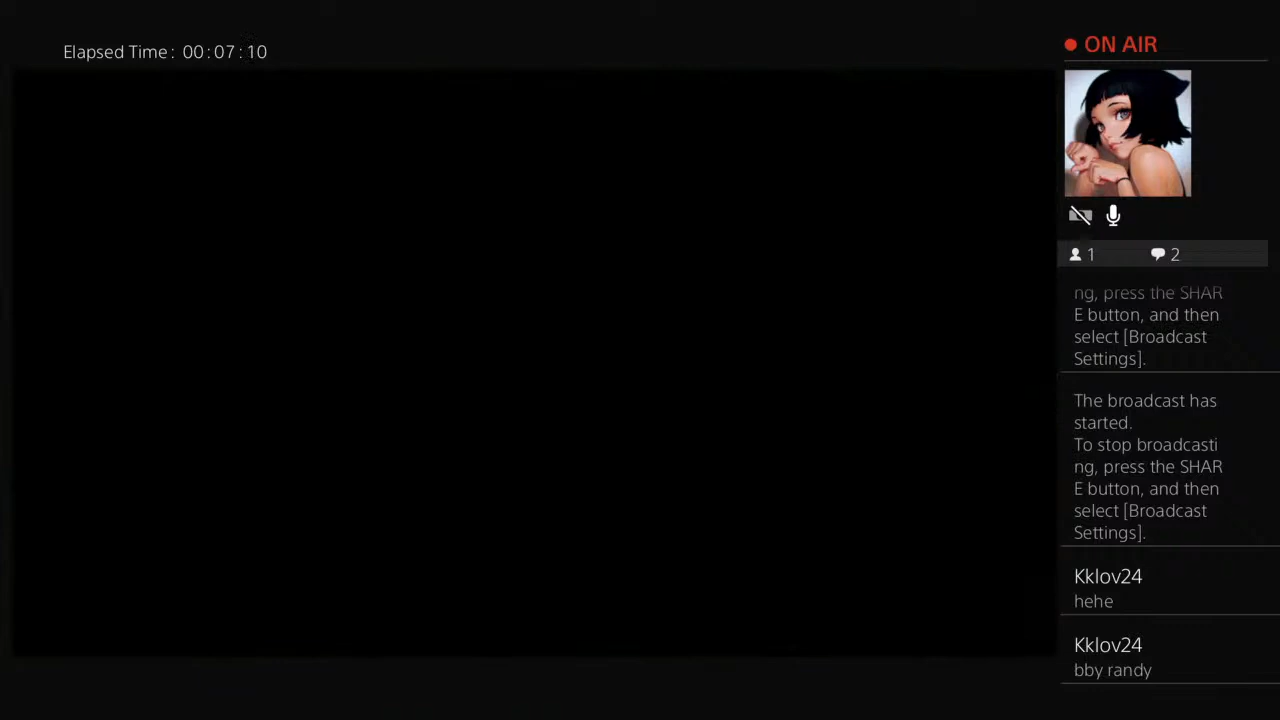 Elapsed Time: 00:07:10
ON AIR
1 2
ng, press the SHAR
E button, and then
select [Broadcast
Settings].
The broadcast has
started.
To stop broadcasti
ng, press the SHAR
E button, and then
select [Broadcast
Settings].
Kklov24
hehe
Kklov24
bby randy